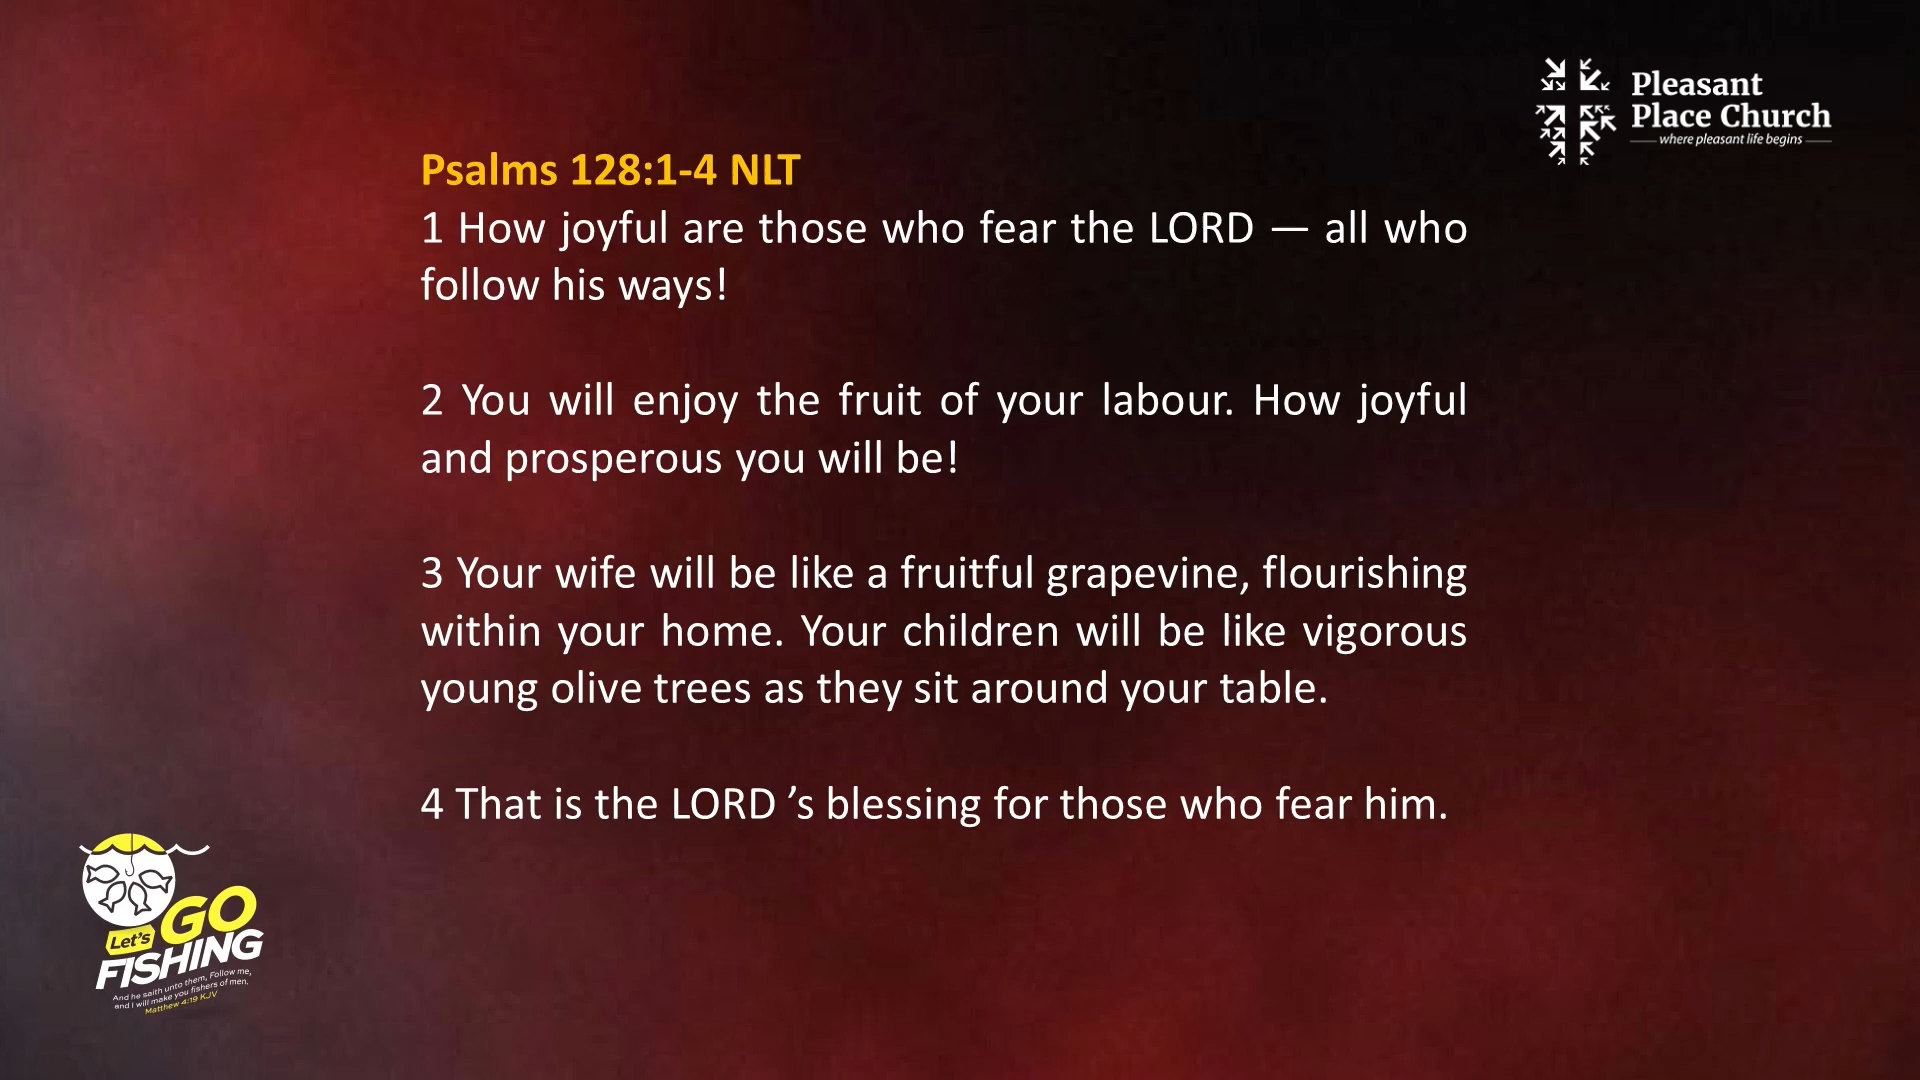 Pleasant
Place Church
where pleasant life begins
Psalms 128:1-4 NLT
1 How joyful are those who fear the LORD — all who
follow his ways!
2 You will enjoy the fruit of your labour. How joyful
and prosperous you will be!
3 Your wife will be like a fruitful grapevine, flourishing
within your home. Your children will be like vigorous
young olive trees as they sit around your table.
4 That is the LORD ’s blessing for those who fear him.
Let's GO
FISHING
And he saith unto them, Follow me,
and I will make you fishers of men,
Matthew 4:19 KJV